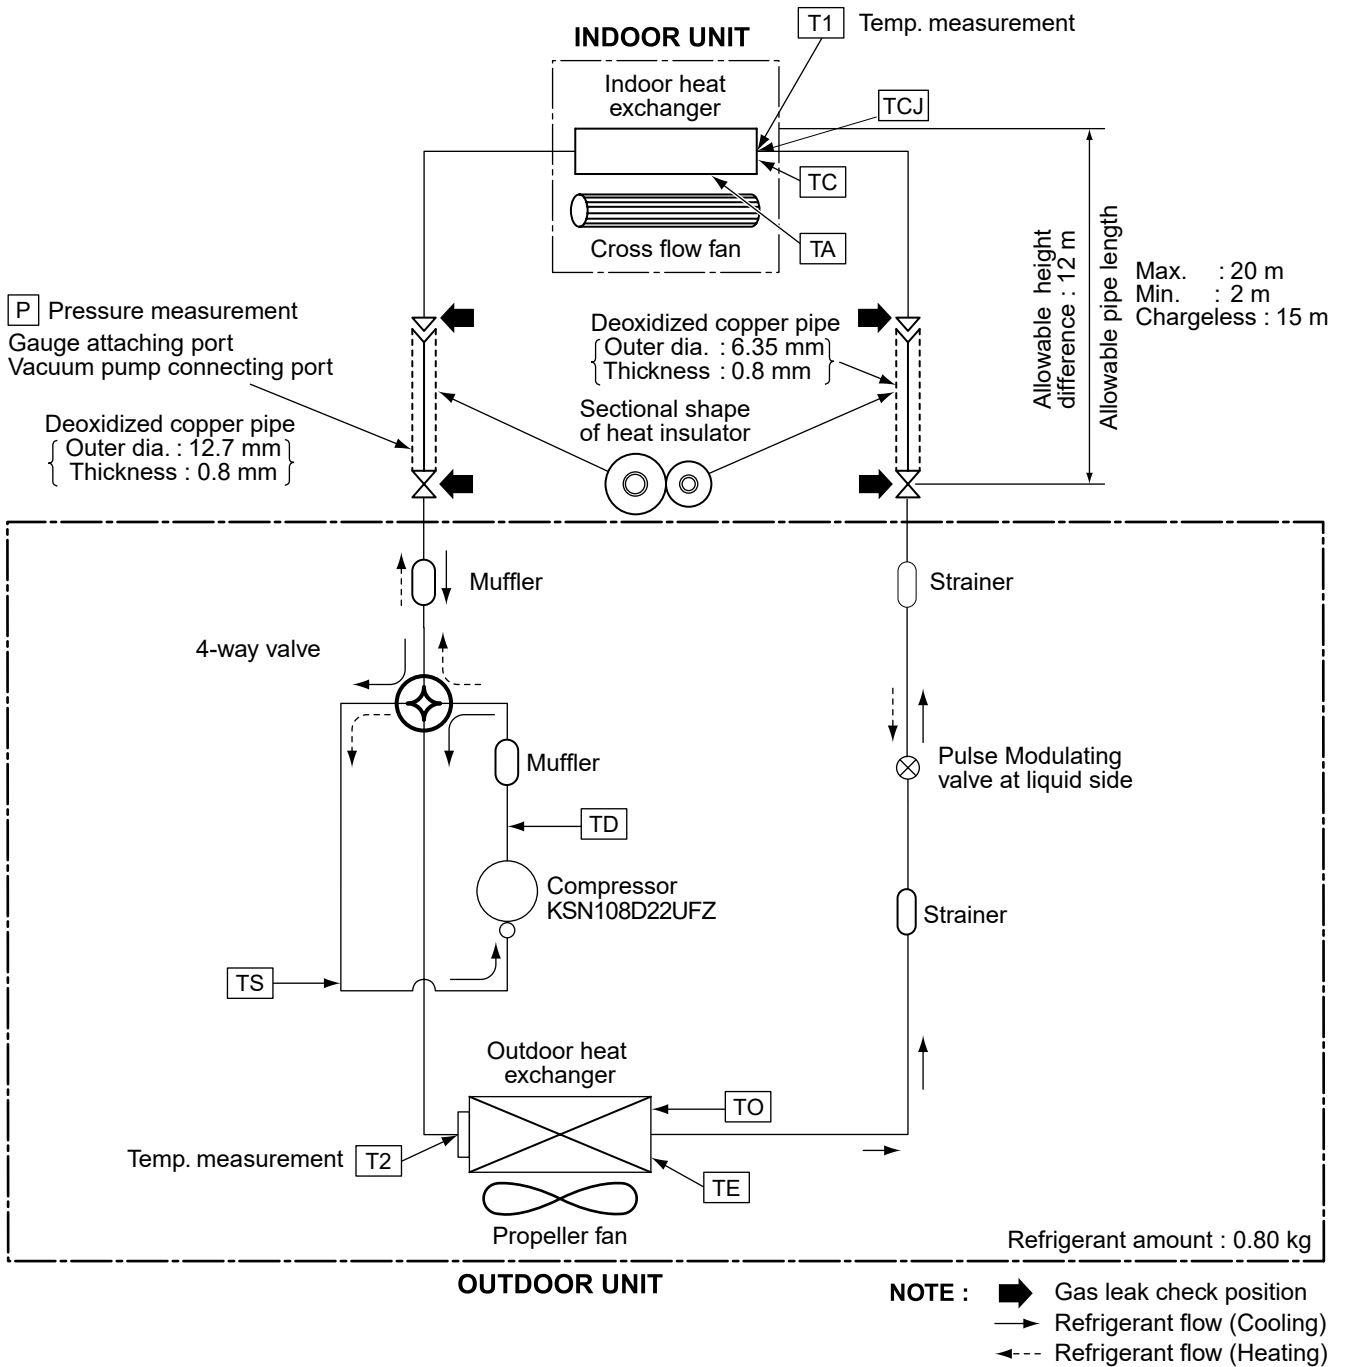 T1 Temp. measurement
INDOOR UNIT
Indoor heat
exchanger
TCJ
TC
Cross flow fan
TA
Allowable height
difference : 12 m
Allowable pipe length
Max. : 20 m
Min. : 2 m
Chargeless : 15 m
P Pressure measurement
Gauge attaching port
Vacuum pump connecting port
Deoxidized copper pipe
Outer dia. : 12.7 mm
Thickness : 0.8 mm
Deoxidized copper pipe
Outer dia. : 6.35 mm
Thickness : 0.8 mm
Sectional shape
of heat insulator
Muffler
Strainer
4-way valve
Muffler
Pulse Modulating
valve at liquid side
TD
Compressor
KSN108D22UFZ
Strainer
TS
Outdoor heat
exchanger
TO
Temp. measurement T2
TE
Propeller fan
Refrigerant amount : 0.80 kg
OUTDOOR UNIT
NOTE : Gas leak check position
Refrigerant flow (Cooling)
Refrigerant flow (Heating)